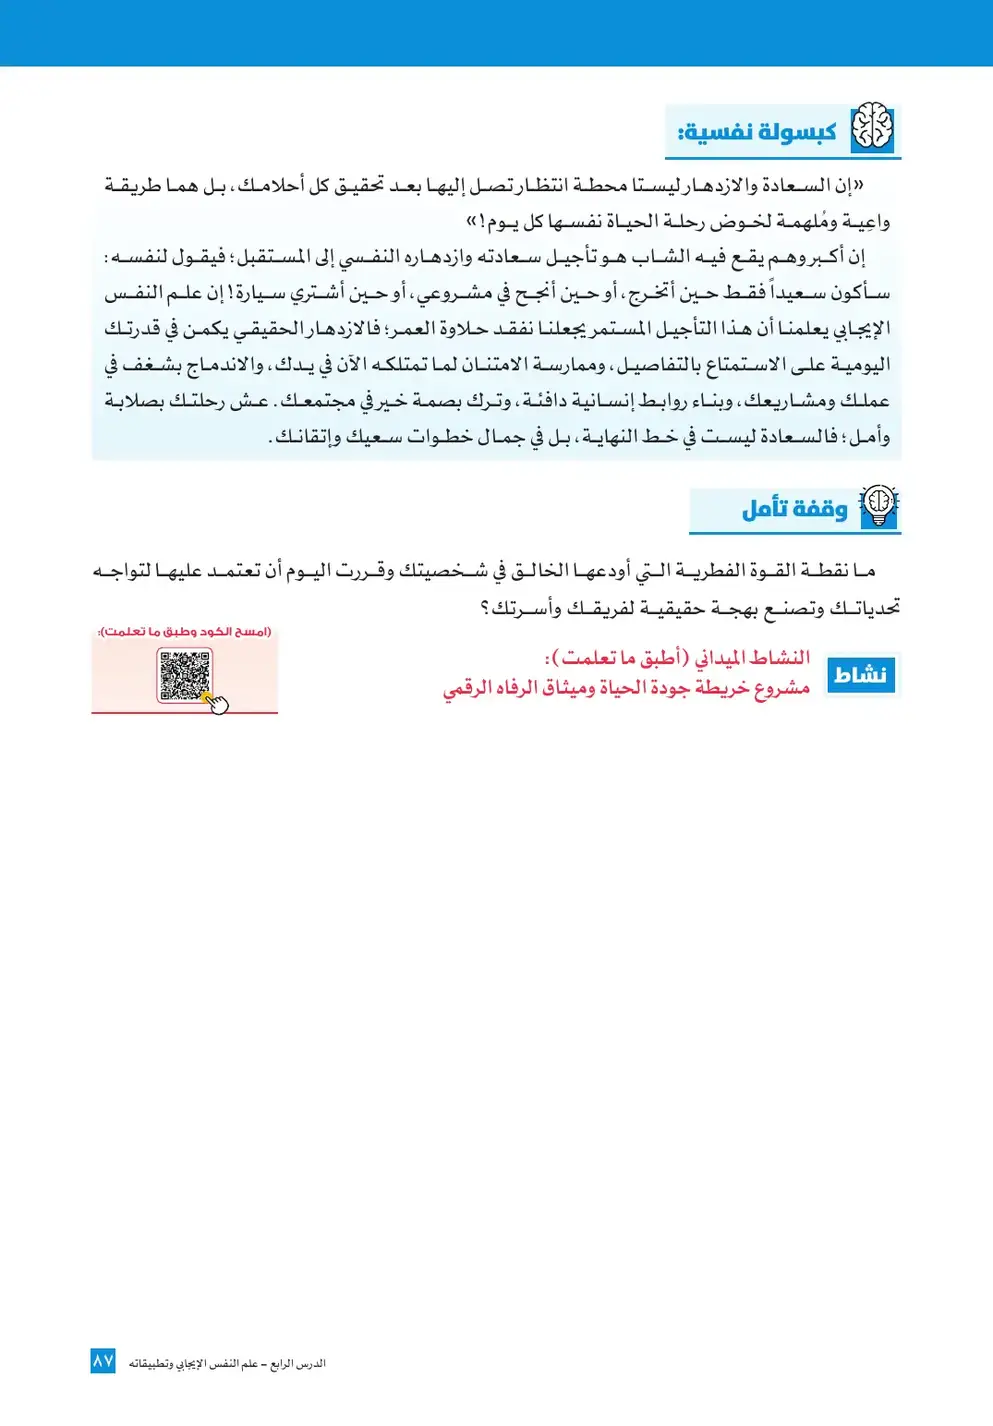 كبسولة نفسية:
«إن السعادة والازدهار ليستا محطة انتظار تصل إليها بعد تحقيق كل أحلامك، بل هما طريقة
واعِية ومُلهمة لخوض رحلة الحياة نفسها كل يوم!»
إن أكبر وهم يقع فيه الشاب هو تأجيل سعادته وازدهاره النفسي إلى المستقبل؛ فيقول لنفسه:
سأكون سعيداً فقط حين أتخرج، أو حين أنجح في مشروعي، أو حين أشتري سيارة! إن علم النفس
الإيجابي يعلمنا أن هذا التأجيل المستمر يجعلنا نفقد حلاوة العمر؛ فالازدهار الحقيقي يكمن في قدرتك
اليومية على الاستمتاع بالتفاصيل، وممارسة الامتنان لما تمتلكه الآن في يدك، والاندماج بشغف في
عملك ومشاريعك، وبناء روابط إنسانية دافئة، وترك بصمة خير في مجتمعك. عش رحلتك بصلابة
وأمل؛ فالسعادة ليست في خط النهاية، بل في جمال خطوات سعيك وإتقانك.
وقفة تأمل
ما نقطة القوة الفطرية التي أودعها الخالق في شخصيتك وقررت اليوم أن تعتمد عليها لتواجه
تحدياتك وتصنع بهجة حقيقية لفريقك وأسرتك؟
نشاط
النشاط الميداني (أطبق ما تعلمت):
مشروع خريطة جودة الحياة وميثاق الرفاه الرقمي
(امسح الكود وطبق ما تعلمت):
الدرس الرابع – علم النفس الإيجابي وتطبيقاته
٨٧